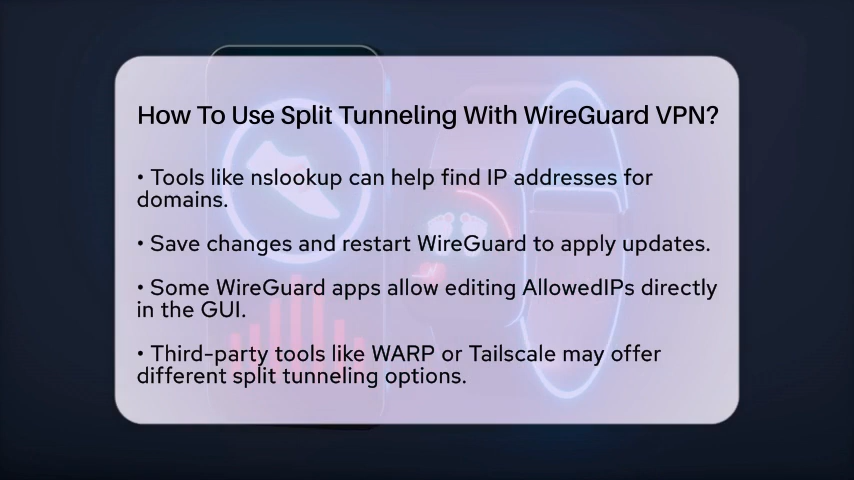 How To Use Split Tunneling With WireGuard VPN?
• Tools like nslookup can help find IP addresses for
domains.
• Save changes and restart WireGuard to apply updates.
• Some WireGuard apps allow editing AllowedIPs directly
in the GUI.
• Third-party tools like WARP or Tailscale may offer
different split tunneling options.